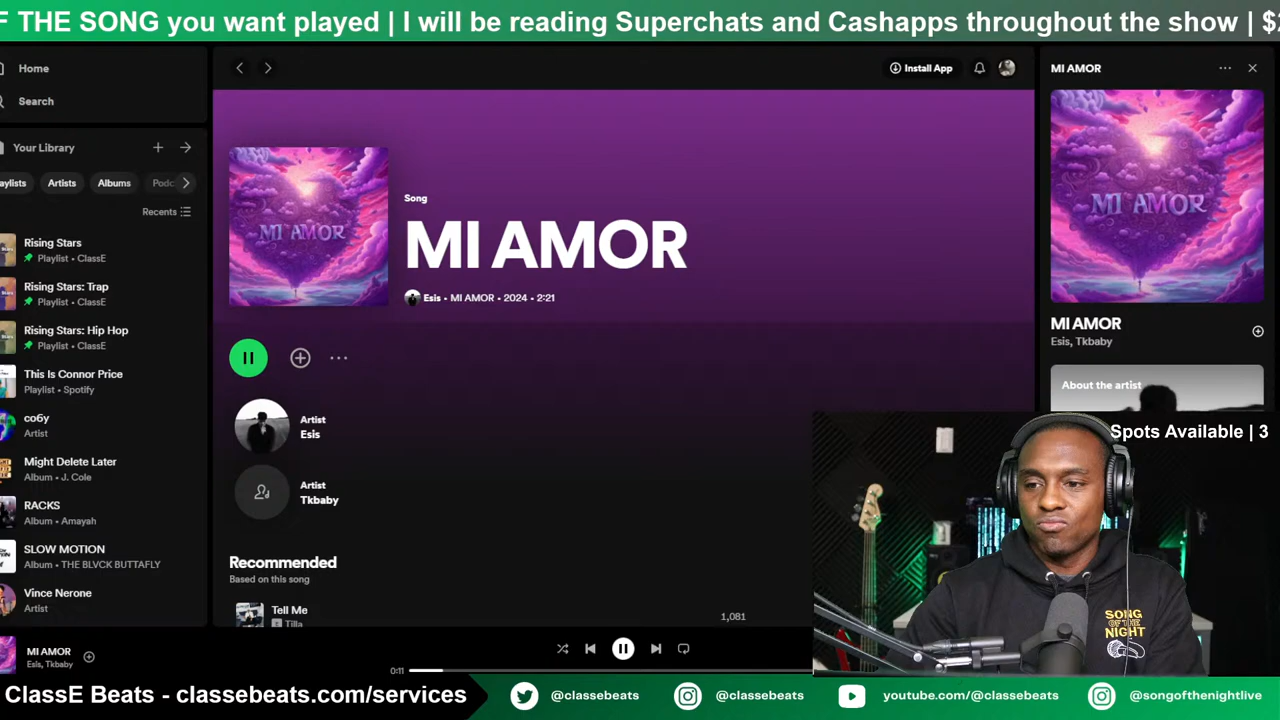 F THE SONG you want played | I will be reading Superchats and Cashapps throughout the show | $
Home
Search
Your Library
aylists
Artists
Albums
Podc
Recents
Rising Stars
Playlist • ClassE
Rising Stars: Trap
Playlist • ClassE
Rising Stars: Hip Hop
Playlist • ClassE
This Is Connor Price
Playlist • Spotify
собу
Artist
Might Delete Later
Album • J. Cole
RACKS
Album • Amayah
SLOW MOTION
Album • THE BLVCK BUTTAFLY
Vince Nerone
Artist
Install App
MI AMOR
Song
MI AMOR
Esis • MI AMOR • 2024 • 2:21
Artist
Esis
Artist
Tkbaby
Recommended
Based on this song
Tell Me
E Tilla
1,081
MI AMOR
MI AMOR
MI AMOR
Esis, Tkbaby
About the artist
Spots Available | 3
SONG
OF THE
NIGHT
MI AMOR
Esis, Tkbaby
0:11
ClassE Beats - classebeats.com/services
@classebeats
@classebeats
youtube.com/@classebeats
@songofthenightlive